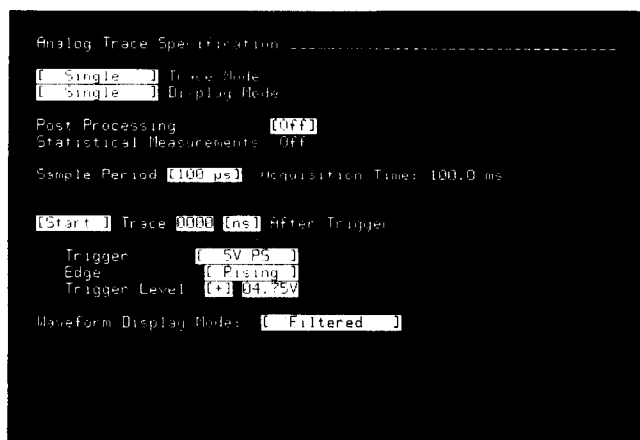 Analog Trace Specification
[ Single ] Trace Mode
[ Single ] Display Mode
Post Processing [Off]
Statistical Measurements Off
Sample Period [100 µs] Acquisition Time: 100.0 ms
[Start ] Trace 0000 [ns] After Trigger
Trigger [ 5V PS ]
Edge [ Rising ]
Trigger Level [+] 04.75V
Waveform Display Mode: [ Filtered ]